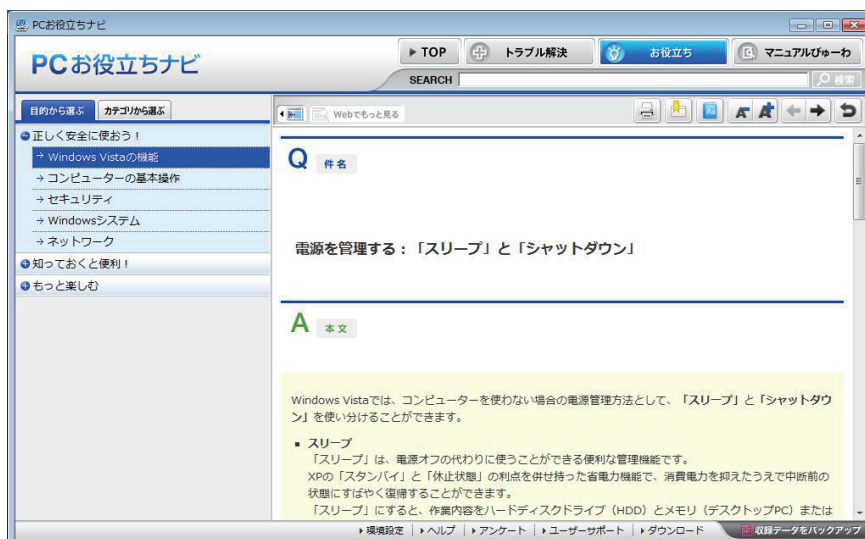 PCお役立ちナビ
PCお役立ちナビ
TOP
トラブル解決
お役立ち
マニュアルびゅーわ
SEARCH
検索
目的から選ぶ
カテゴリから選ぶ
Webでもっと見る
正しく安全に使おう！
→ Windows Vistaの機能
→ コンピューターの基本操作
→ セキュリティ
→ Windowsシステム
→ ネットワーク
知っておくと便利！
もっと楽しむ
Q 件名
電源を管理する：「スリープ」と「シャットダウン」
A 本文
Windows Vistaでは、コンピューターを使わない場合の電源管理方法として、「スリープ」と「シャットダウ
ン」を使い分けることができます。
■ スリープ
「スリープ」は、電源オフの代わりに使うことができる便利な管理機能です。
XPの「スタンバイ」と「休止状態」の利点を併せ持った省電力機能で、消費電力を抑えたうえで中断前の
状態にすばやく復帰することができます。
「スリープ」にすると、作業内容をハードディスクドライブ（HDD）とメモリ（デスクトップPC）または
環境設定 ヘルプ アンケート ユーザーサポート ダウンロード 収録データをバックアップ